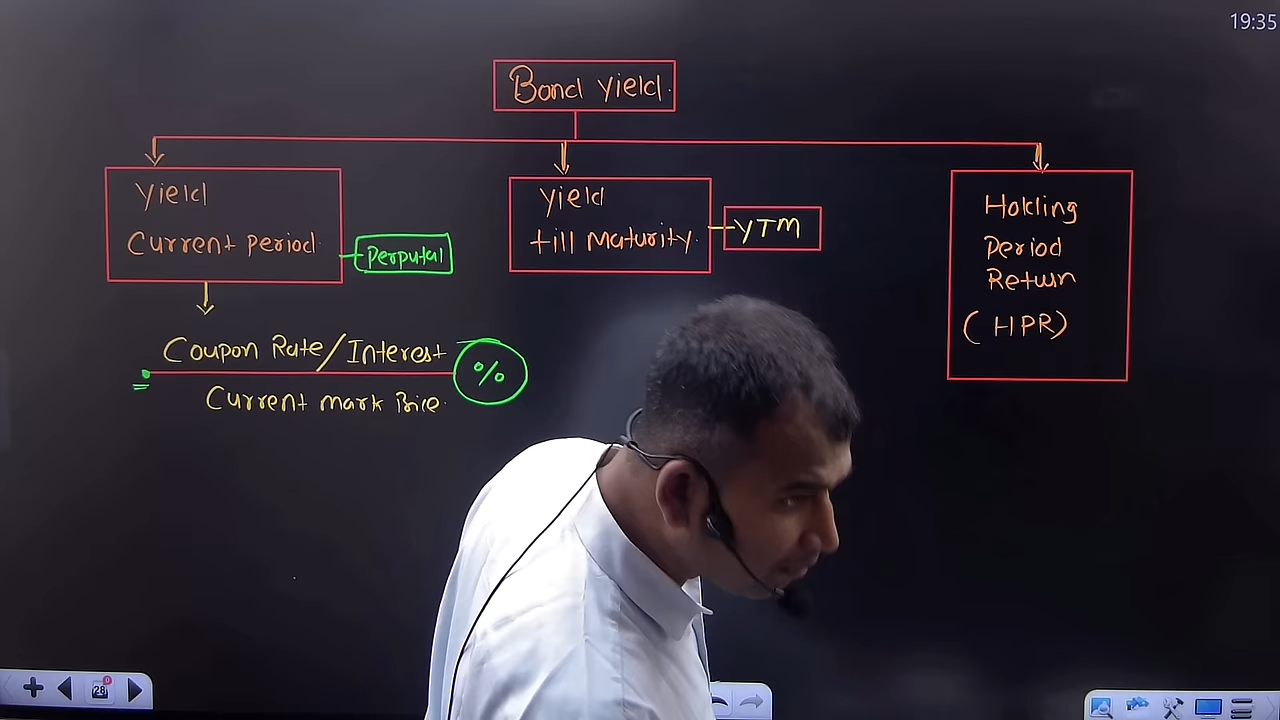 19:35
Bond Yield.
Yield
Current Period
Perputal
Yield
till Maturity.
YTM
Holding
Period
Return
(HPR)
Coupon Rate/Interest
%
Current mark Price.
28